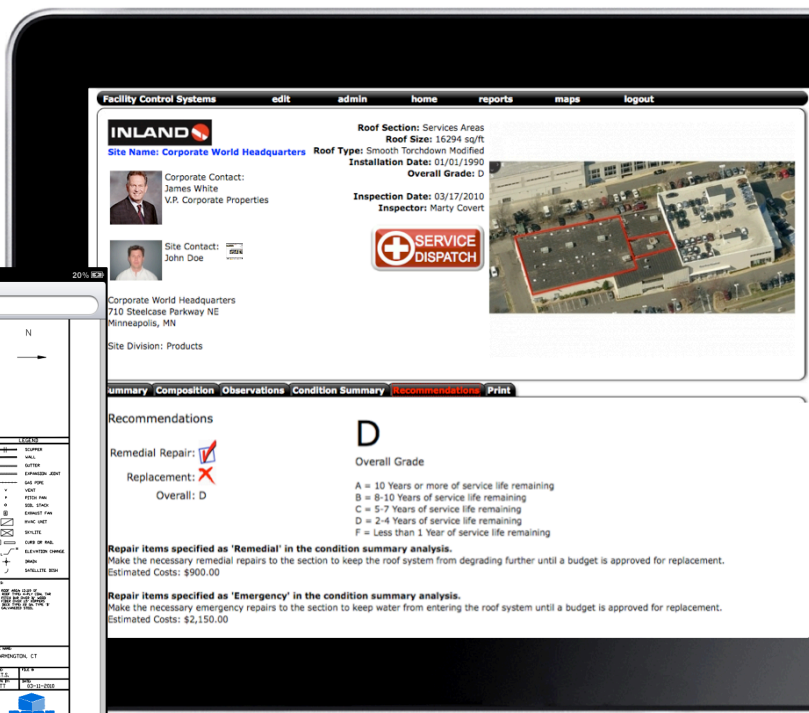 Facility Control Systems edit admin home reports maps logout
INLAND
Site Name: Corporate World Headquarters
Corporate Contact:
James White
V.P. Corporate Properties
Site Contact:
John Doe
Corporate World Headquarters
710 Steelcase Parkway NE
Minneapolis, MN
Site Division: Products
Roof Section: Services Areas
Roof Size: 16294 sq/ft
Roof Type: Smooth Torchdown Modified
Installation Date: 01/01/1990
Overall Grade: D
Inspection Date: 03/17/2010
Inspector: Marty Covert
SERVICE
DISPATCH
ummary Composition Observations Condition Summary Recommendations Print
Recommendations
Remedial Repair:
Replacement:
Overall: D
D
Overall Grade
A = 10 Years or more of service life remaining
B = 8-10 Years of service life remaining
C = 5-7 Years of service life remaining
D = 2-4 Years of service life remaining
F = Less than 1 Year of service life remaining
Repair items specified as 'Remedial' in the condition summary analysis.
Make the necessary remedial repairs to the section to keep the roof system from degrading further until a budget is approved for replacement.
Estimated Costs: $900.00
Repair items specified as 'Emergency' in the condition summary analysis.
Make the necessary emergency repairs to the section to keep water from entering the roof system until a budget is approved for replacement.
Estimated Costs: $2,150.00
20%
N
LEGEND
SCUPPER
WALL
GUTTER
EXPANSION JOINT
GAS PIPE
VENT
PITCH PAN
SOIL STACK
EXHAUST FAN
HVAC UNIT
SKYLITE
CURB OR RAIL
ELEVATION CHANGE
DRAIN
SATELLITE DISH
RMINGTON, CT
FILE #
T.S.
03-11-2010